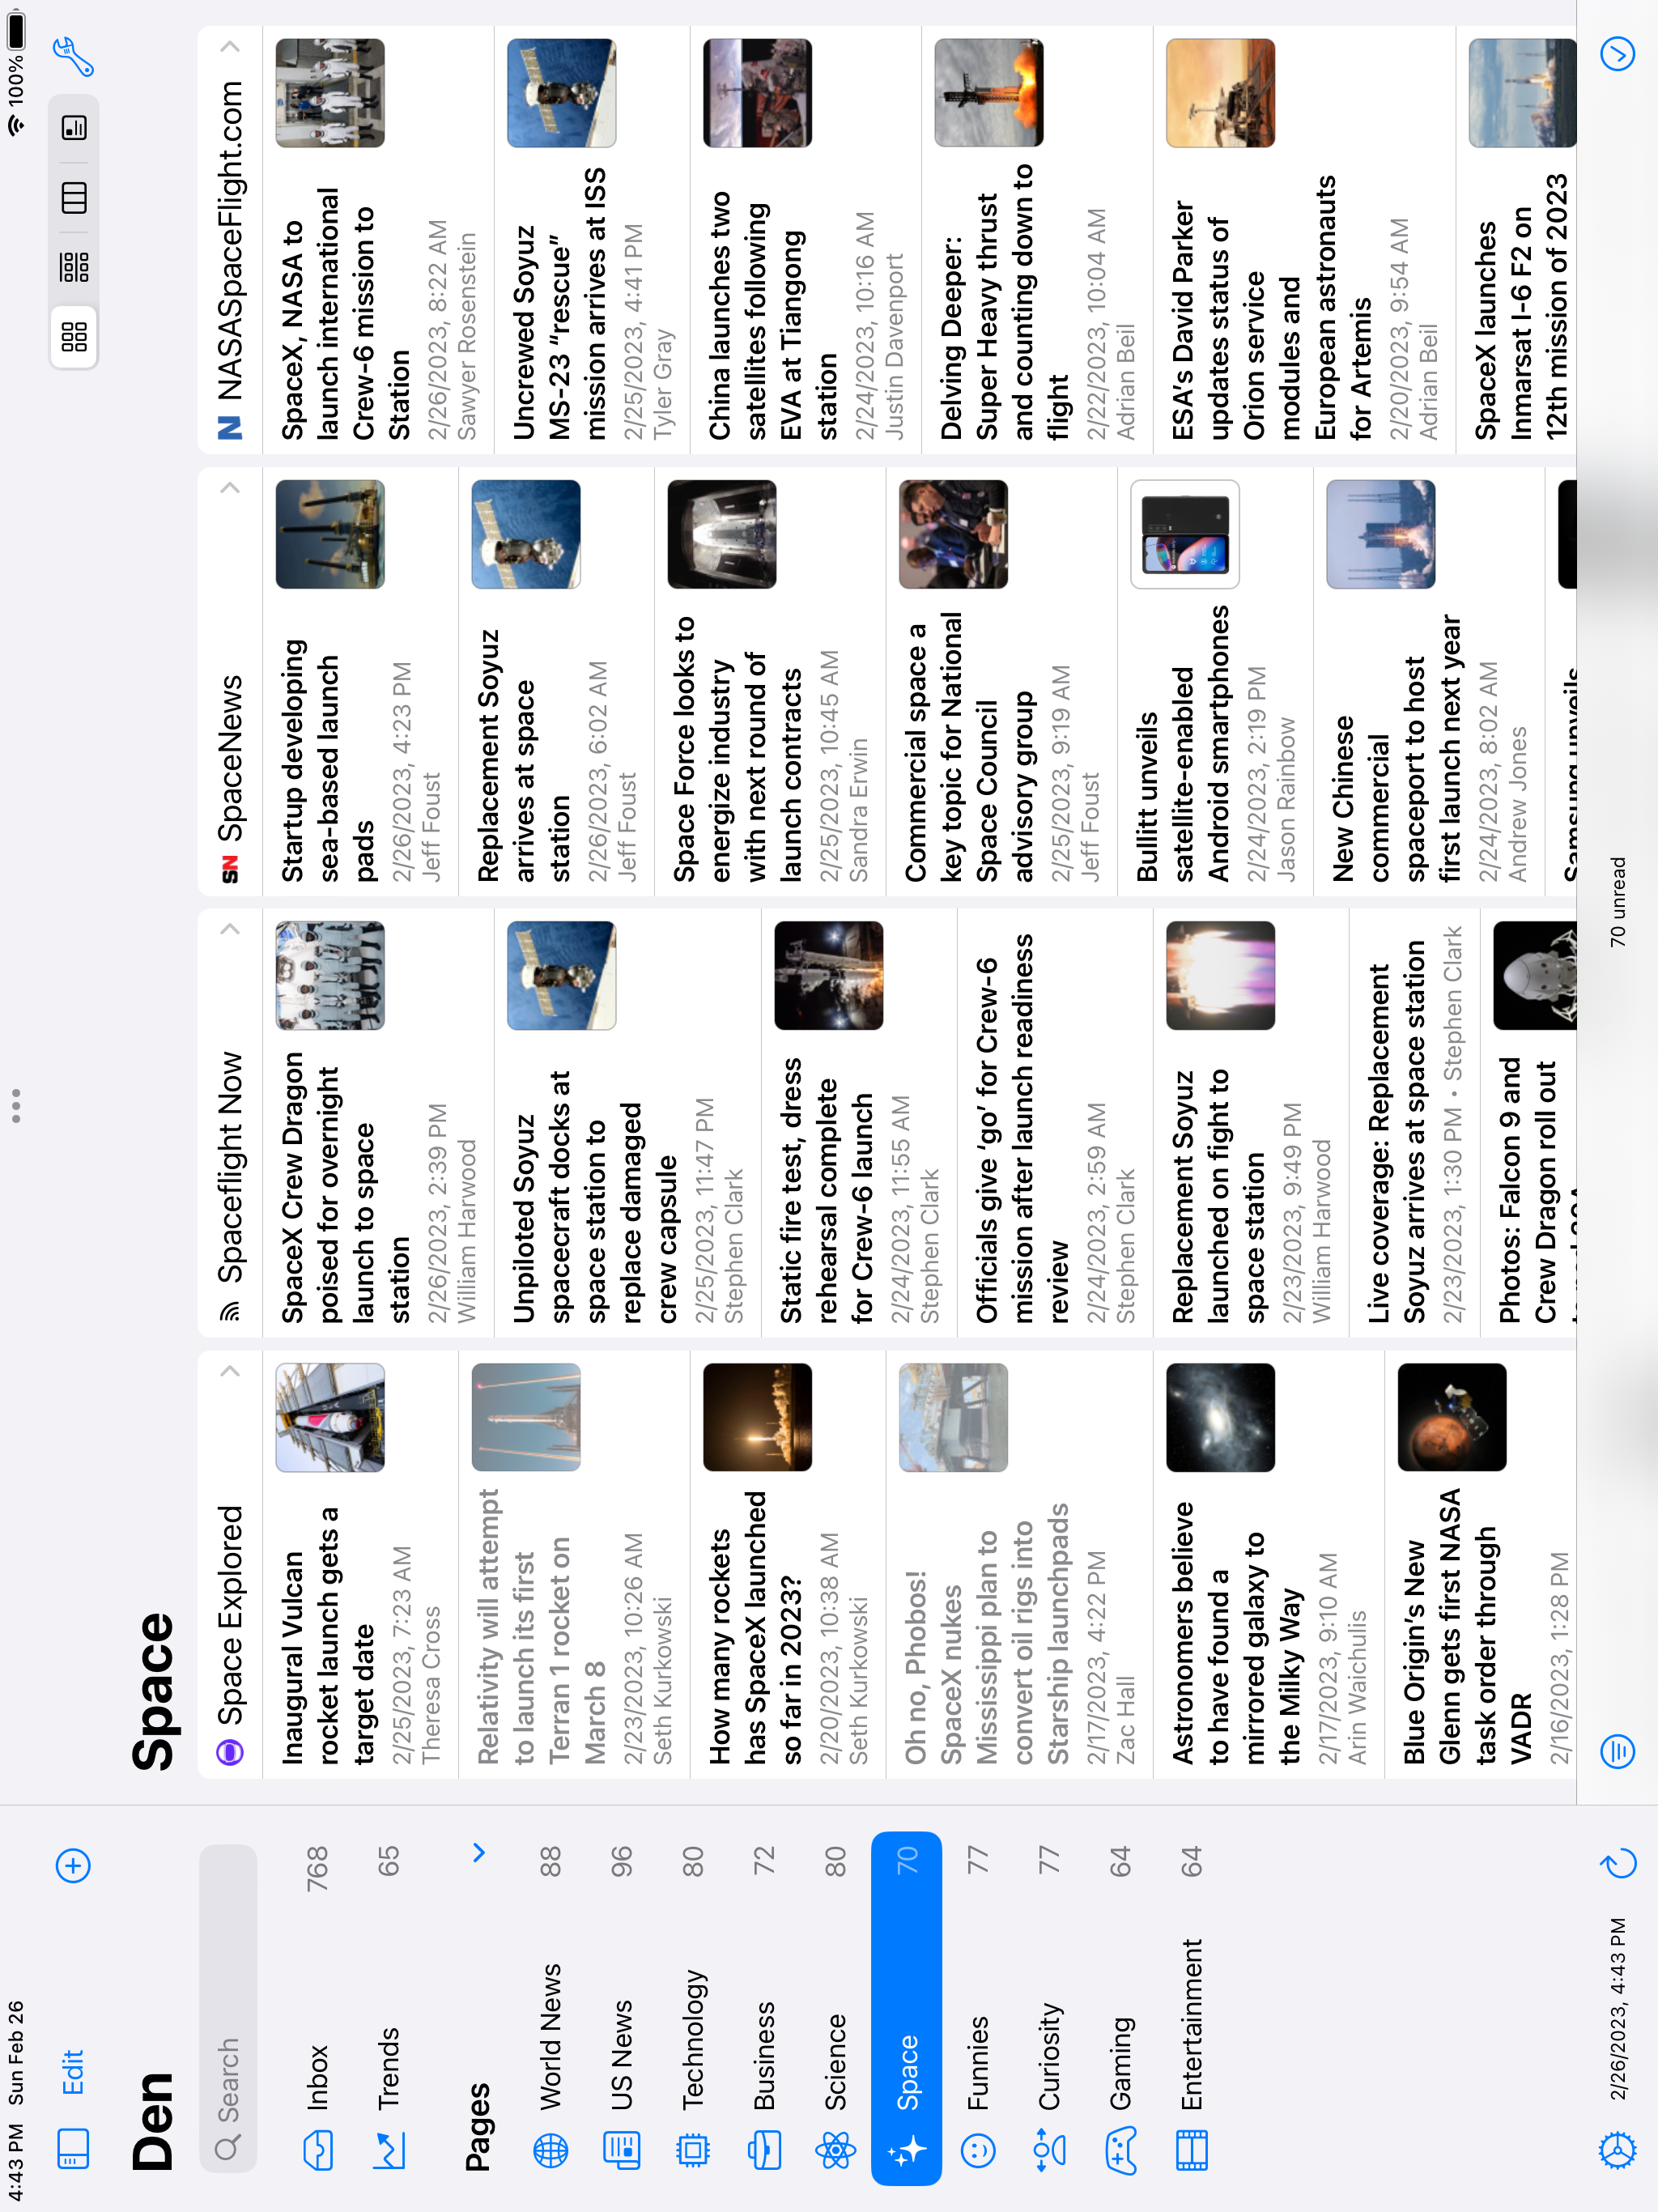 4:43 PM Sun Feb 26
100%
Edit
Den
Search
Inbox 768
Trends 65
Pages
World News 88
US News 96
Technology 80
Business 72
Science 80
Space 70
Funnies 77
Curiosity 77
Gaming 64
Entertainment 64
2/26/2023, 4:43 PM
Space
Space Explored
Inaugural Vulcan
rocket launch gets a
target date
2/25/2023, 7:23 AM
Theresa Cross
Relativity will attempt
to launch its first
Terran 1 rocket on
March 8
2/23/2023, 10:26 AM
Seth Kurkowski
How many rockets
has SpaceX launched
so far in 2023?
2/20/2023, 10:38 AM
Seth Kurkowski
Oh no, Phobos!
SpaceX nukes
Mississippi plan to
convert oil rigs into
Starship launchpads
2/17/2023, 4:22 PM
Zac Hall
Astronomers believe
to have found a
mirrored galaxy to
the Milky Way
2/17/2023, 9:10 AM
Arin Waichulis
Blue Origin’s New
Glenn gets first NASA
task order through
VADR
2/16/2023, 1:28 PM
Spaceflight Now
SpaceX Crew Dragon
poised for overnight
launch to space
station
2/26/2023, 2:39 PM
William Harwood
Unpiloted Soyuz
spacecraft docks at
space station to
replace damaged
crew capsule
2/25/2023, 11:47 PM
Stephen Clark
Static fire test, dress
rehearsal complete
for Crew-6 launch
2/24/2023, 11:55 AM
Stephen Clark
Officials give ‘go’ for Crew-6
mission after launch readiness
review
2/24/2023, 2:59 AM
Stephen Clark
Replacement Soyuz
launched on fight to
space station
2/23/2023, 9:49 PM
William Harwood
Live coverage: Replacement
Soyuz arrives at space station
2/23/2023, 1:30 PM • Stephen Clark
Photos: Falcon 9 and
Crew Dragon roll out
SN SpaceNews
Startup developing
sea-based launch
pads
2/26/2023, 4:23 PM
Jeff Foust
Replacement Soyuz
arrives at space
station
2/26/2023, 6:02 AM
Jeff Foust
Space Force looks to
energize industry
with next round of
launch contracts
2/25/2023, 10:45 AM
Sandra Erwin
Commercial space a
key topic for National
Space Council
advisory group
2/25/2023, 9:19 AM
Jeff Foust
Bullitt unveils
satellite-enabled
Android smartphones
2/24/2023, 2:19 PM
Jason Rainbow
New Chinese
commercial
spaceport to host
first launch next year
2/24/2023, 8:02 AM
Andrew Jones
Samsung unveils
N NASASpaceFlight.com
SpaceX, NASA to
launch international
Crew-6 mission to
Station
2/26/2023, 8:22 AM
Sawyer Rosenstein
Uncrewed Soyuz
MS-23 “rescue”
mission arrives at ISS
2/25/2023, 4:41 PM
Tyler Gray
China launches two
satellites following
EVA at Tiangong
station
2/24/2023, 10:16 AM
Justin Davenport
Delving Deeper:
Super Heavy thrust
and counting down to
flight
2/22/2023, 10:04 AM
Adrian Beil
ESA's David Parker
updates status of
Orion service
modules and
European astronauts
for Artemis
2/20/2023, 9:54 AM
Adrian Beil
SpaceX launches
Inmarsat I-6 F2 on
12th mission of 2023
70 unread